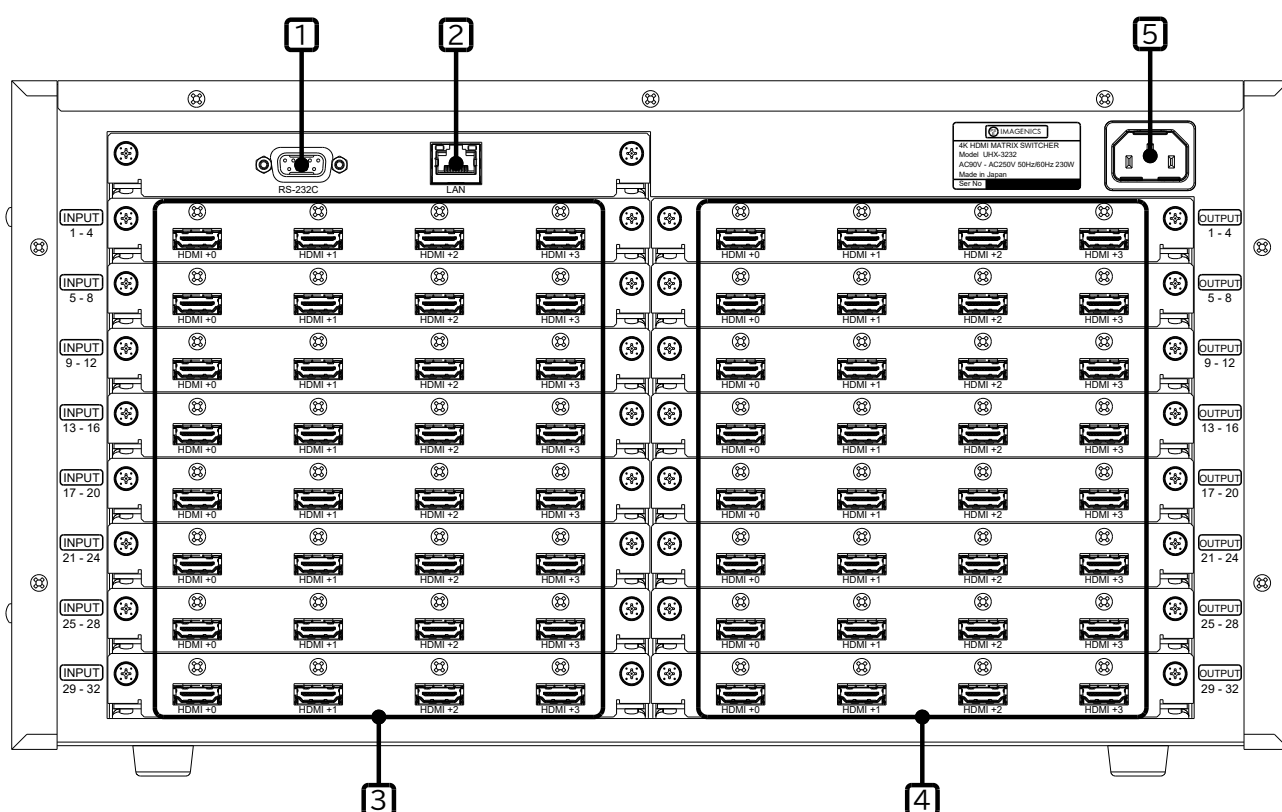 1 2 5
IMAGENICS
4K HDMI MATRIX SWITCHER
Model UHX-3232
AC90V - AC250V 50Hz/60Hz 230W
Made in Japan
Ser No
RS-232C LAN
INPUT
1 - 4
HDMI +0 HDMI +1 HDMI +2 HDMI +3
HDMI +0 HDMI +1 HDMI +2 HDMI +3
OUTPUT
1 - 4
INPUT
5 - 8
HDMI +0 HDMI +1 HDMI +2 HDMI +3
HDMI +0 HDMI +1 HDMI +2 HDMI +3
OUTPUT
5 - 8
INPUT
9 - 12
HDMI +0 HDMI +1 HDMI +2 HDMI +3
HDMI +0 HDMI +1 HDMI +2 HDMI +3
OUTPUT
9 - 12
INPUT
13 - 16
HDMI +0 HDMI +1 HDMI +2 HDMI +3
HDMI +0 HDMI +1 HDMI +2 HDMI +3
OUTPUT
13 - 16
INPUT
17 - 20
HDMI +0 HDMI +1 HDMI +2 HDMI +3
HDMI +0 HDMI +1 HDMI +2 HDMI +3
OUTPUT
17 - 20
INPUT
21 - 24
HDMI +0 HDMI +1 HDMI +2 HDMI +3
HDMI +0 HDMI +1 HDMI +2 HDMI +3
OUTPUT
21 - 24
INPUT
25 - 28
HDMI +0 HDMI +1 HDMI +2 HDMI +3
HDMI +0 HDMI +1 HDMI +2 HDMI +3
OUTPUT
25 - 28
INPUT
29 - 32
HDMI +0 HDMI +1 HDMI +2 HDMI +3
HDMI +0 HDMI +1 HDMI +2 HDMI +3
OUTPUT
29 - 32
3 4